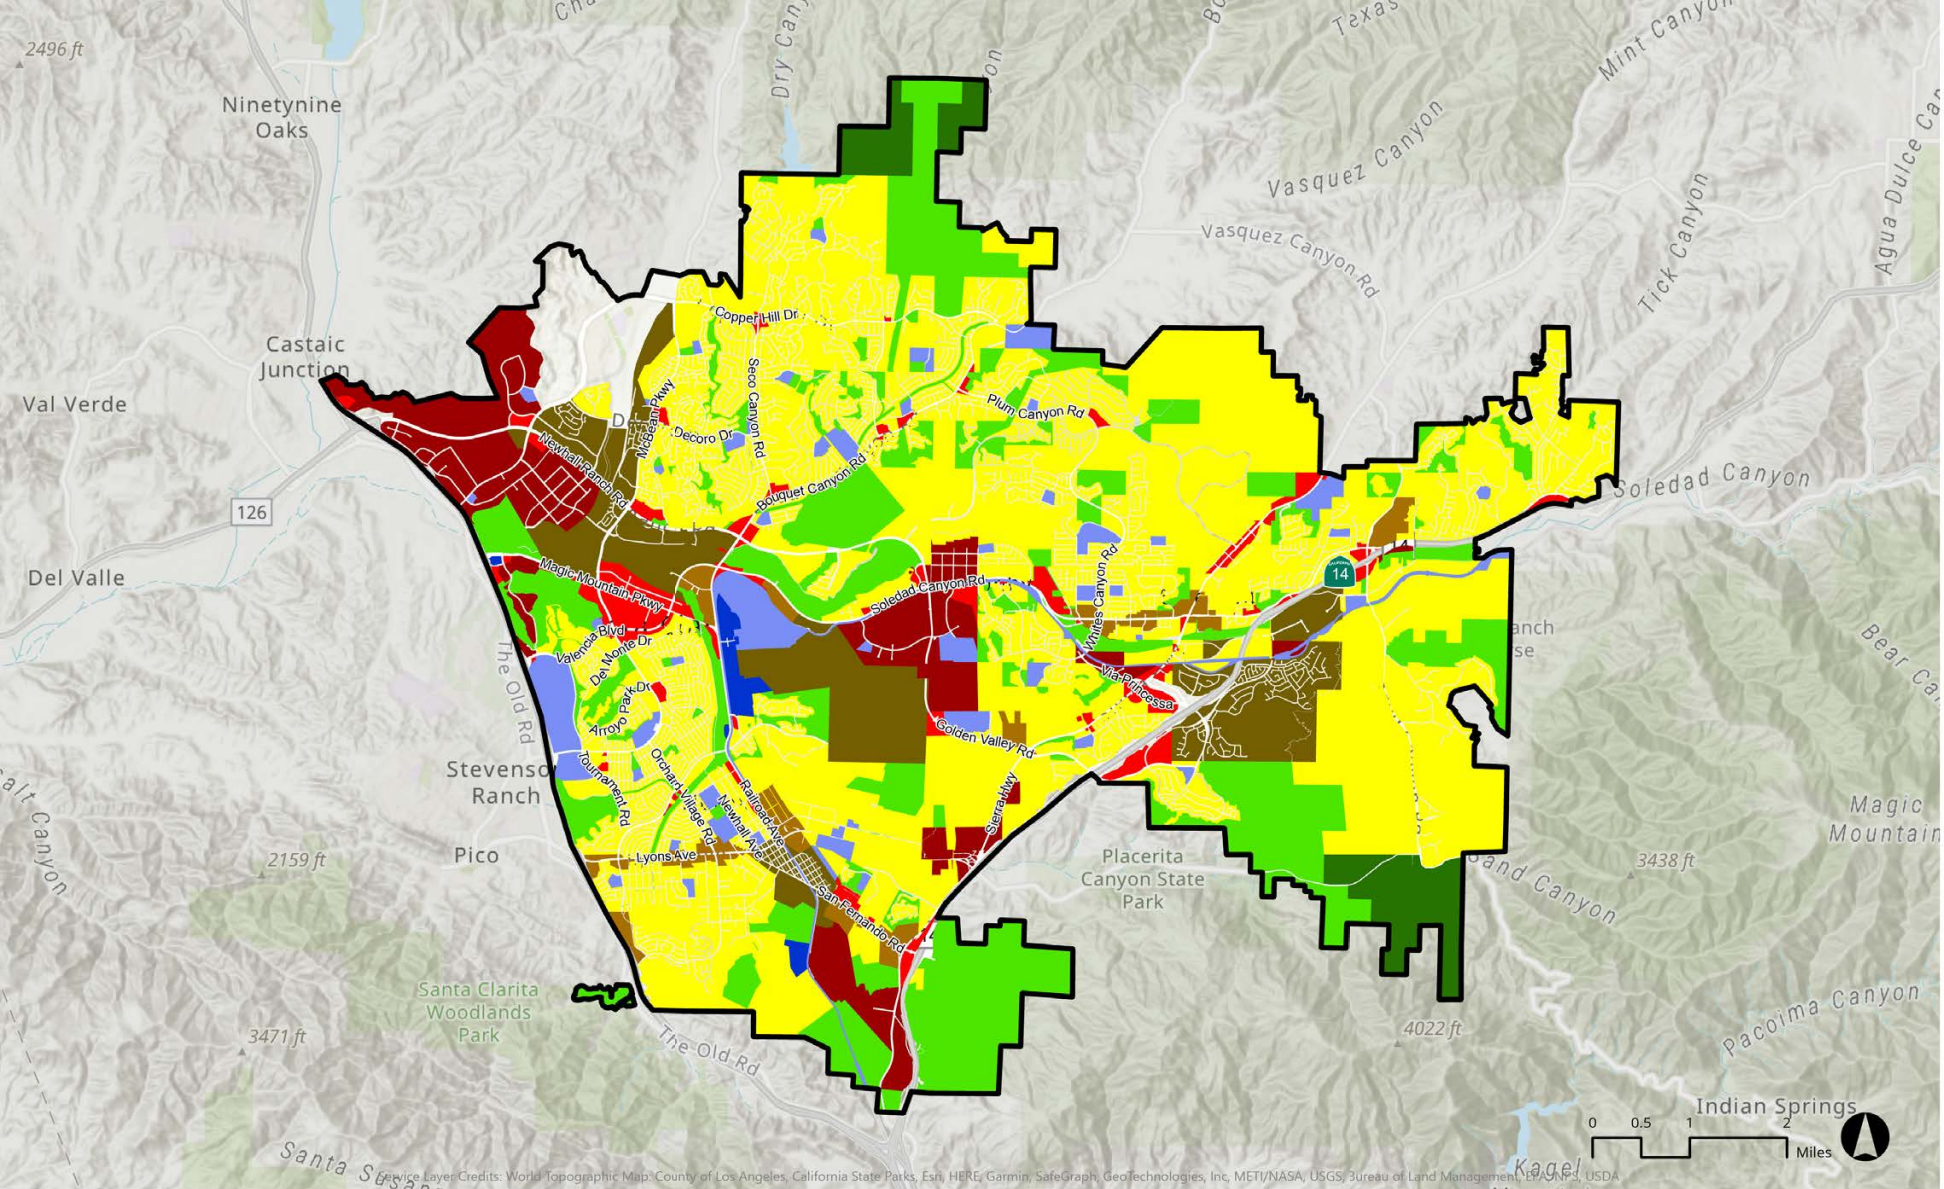 2496 ft
Ninetynine
Oaks
Texas
Mint Canyon
Vasquez Canyon
Agua Dulce Ca
Tick Canyon
Vasquez Canyon Rd
Castaic
Junction
Val Verde
Copper Hill Dr
Seco Canyon Rd
McBean Pkwy
Decoro Dr
Plum Canyon Rd
Newhall Ranch Rd
Bouquet Canyon Rd
Soledad Canyon
126
Del Valle
Magic Mountain Pkwy
Soledad Canyon Rd
14
14
Whites Canyon Rd
Valencia Blvd
Del Monte Dr
The Old Rd
Via Princessa
Arroyo Park Dr
Golden Valley Rd
Bear Ca
Stevenso
Ranch
Tournament Rd
Orchard Village Rd
Newhall Ave
Railroad Ave
Sierra Hwy
Magic
Mountain
Pico
2159 ft
Lyons Ave
Placerita
Canyon State
Park
3438 ft
Sand Canyon
San Fernando Rd
14
Santa Clarita
Woodlands
Park
3471 ft
The Old Rd
4022 ft
Pacoima Canyon
Indian Springs
0 0.5 1 2
Miles
Kagel
Service Layer Credits: World Topographic Map: County of Los Angeles, California State Parks, Esri, HERE, Garmin, SafeGraph, GeoTechnologies, Inc, METI/NASA, USGS, Bureau of Land Management, EPA, NPS, USDA